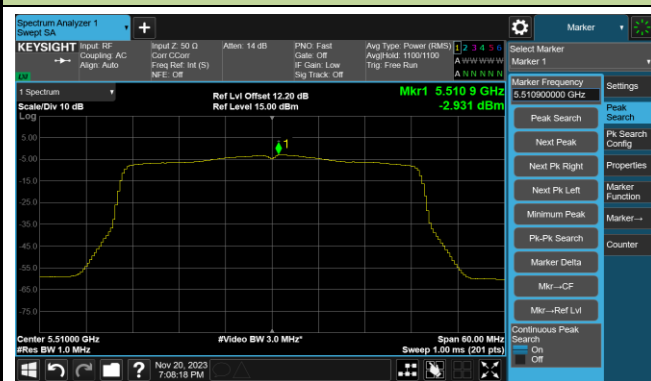 Spectrum Analyzer 1
Swept SA
+
Marker
KEYSIGHT
Input: RF
Coupling: AC
Align: Auto
Input Z: 50 Ω
Corr CCorr
Freq Ref: Int (S)
NFE: Off
Atten: 14 dB
PNO: Fast
Gate: Off
IF Gain: Low
Sig Track: Off
Avg Type: Power (RMS)
Avg|Hold: 1100/1100
Trig: Free Run
1 2 3 4 5 6
A W W W W W
A N N N N N
LVI
Select Marker
Marker 1
1 Spectrum
Scale/Div 10 dB
Log
Ref Lvl Offset 12.20 dB
Ref Level 15.00 dBm
Mkr1 5.510 9 GHz
-2.931 dBm
1
5.00
-5.00
-15.0
-25.0
-35.0
-45.0
-55.0
-65.0
-75.0
Center 5.51000 GHz
#Res BW 1.0 MHz
#Video BW 3.0 MHz*
Span 60.00 MHz
Sweep 1.00 ms (201 pts)
Marker Frequency
5.510900000 GHz
Peak Search
Next Peak
Next Pk Right
Next Pk Left
Minimum Peak
Pk-Pk Search
Marker Delta
Mkr→CF
Mkr→Ref Lvl
Continuous Peak
Search
On
Off
Settings
Peak
Search
Pk Search
Config
Properties
Marker
Function
Marker→
Counter
?
Nov 20, 2023
7:08:18 PM